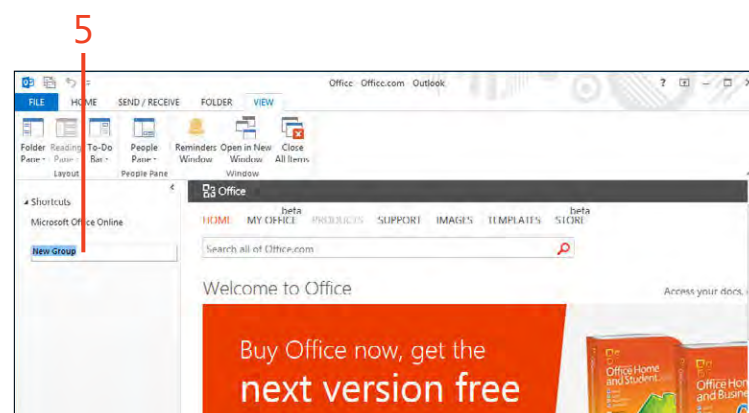 5
Office - Office.com - Outlook
FILE HOME SEND / RECEIVE FOLDER VIEW
Folder Pane Reading Pane To-Do Bar People Pane Reminders Window Open in New Window Close All Items
Layout People Pane Window
Shortcuts
Microsoft Office Online
New Group
Office
HOME MY OFFICE beta PRODUCTS SUPPORT IMAGES TEMPLATES STORE beta
Search all of Office.com
Welcome to Office
Access your docs,
Buy Office now, get the
next version free
Office Home and Student
Office Home and Busine